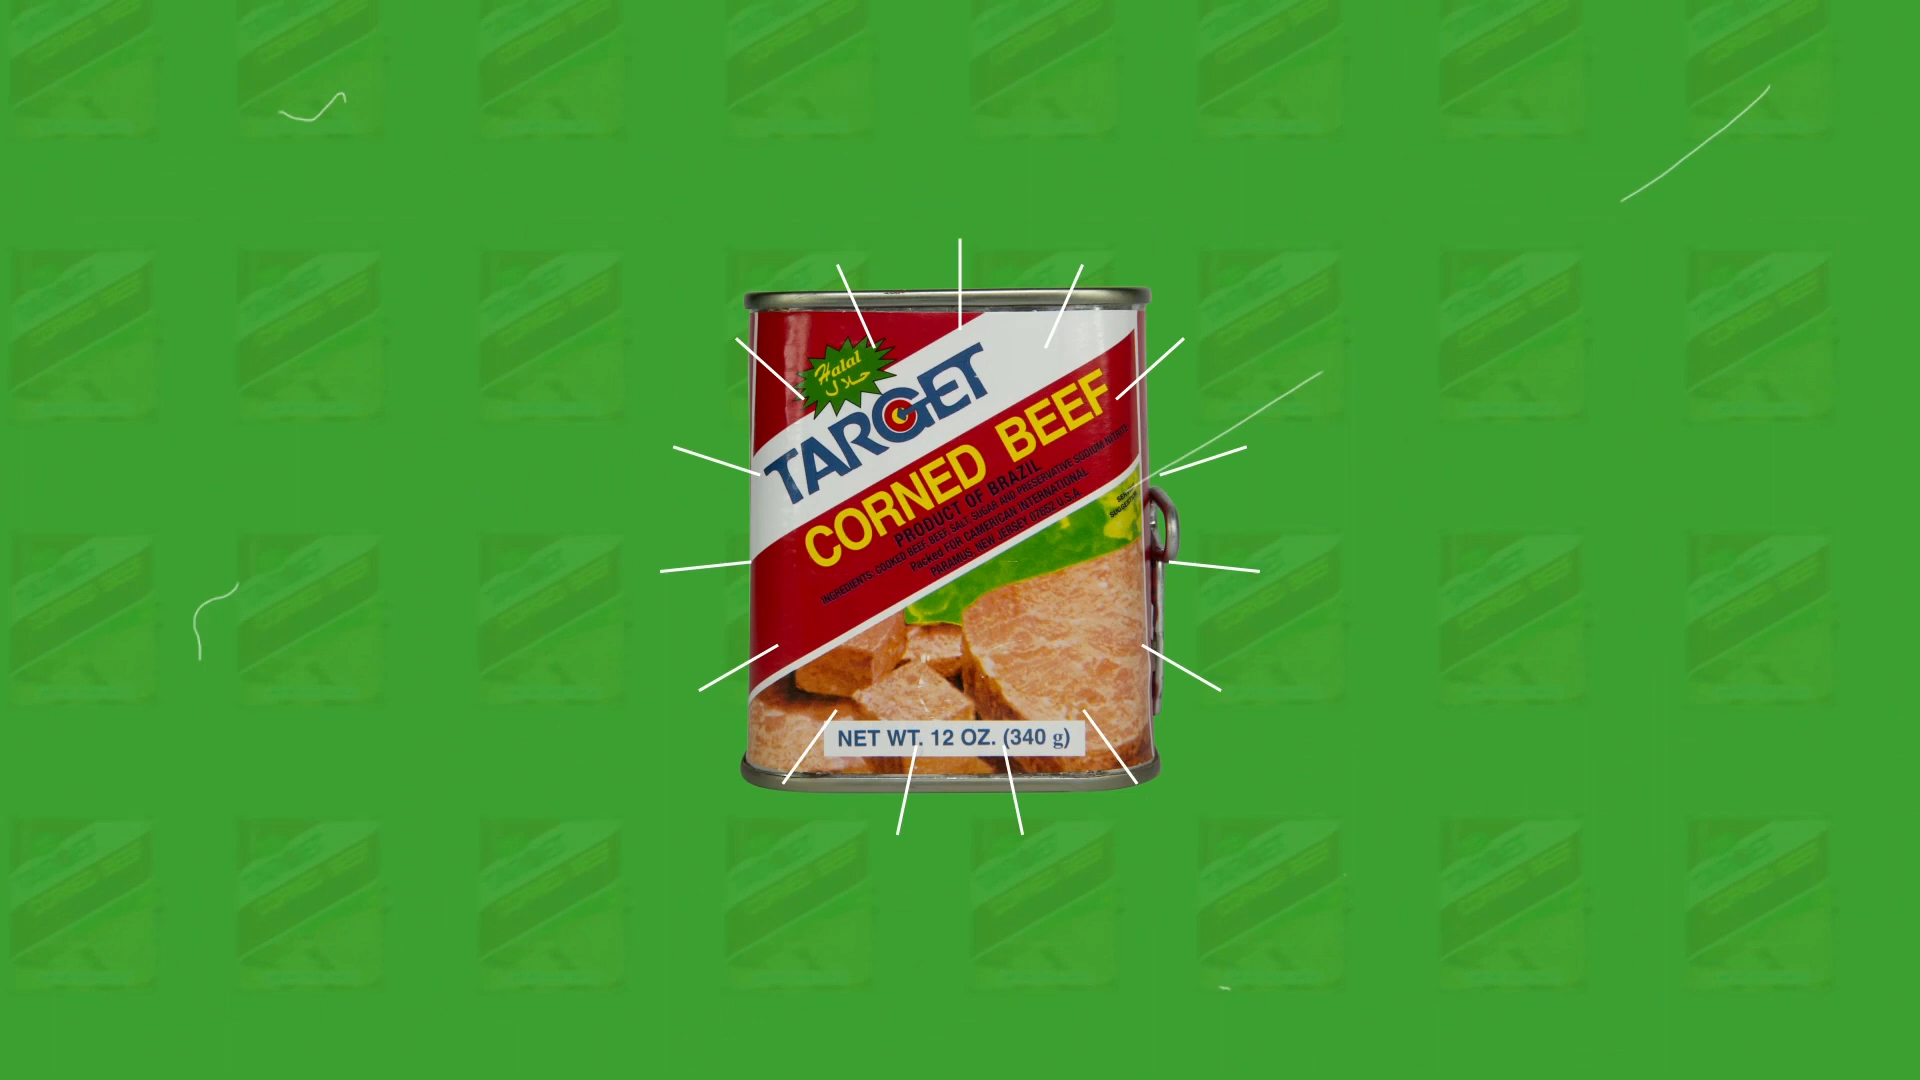 Halal
حلال
TARGET
CORNED BEEF
PRODUCT OF BRAZIL
INGREDIENTS: COOKED BEEF, BEEF, SALT, SUGAR AND PRESERVATIVE SODIUM NITRITE
Packed FOR CAMERICAN INTERNATIONAL
PARAMUS, NEW JERSEY 07652 U.S.A.
NET WT. 12 OZ. (340 g)